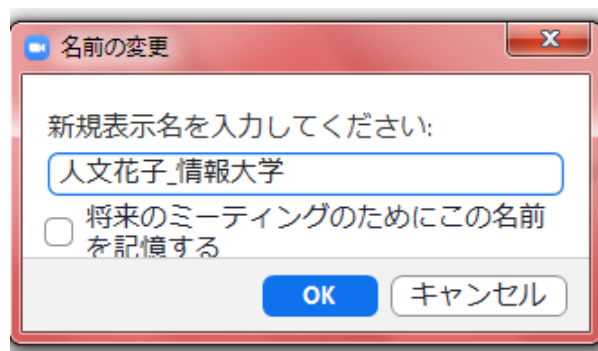 名前の変更
新規表示名を入力してください:
人文花子_情報大学
将来のミーティングのためにこの名前
を記憶する
OK キャンセル